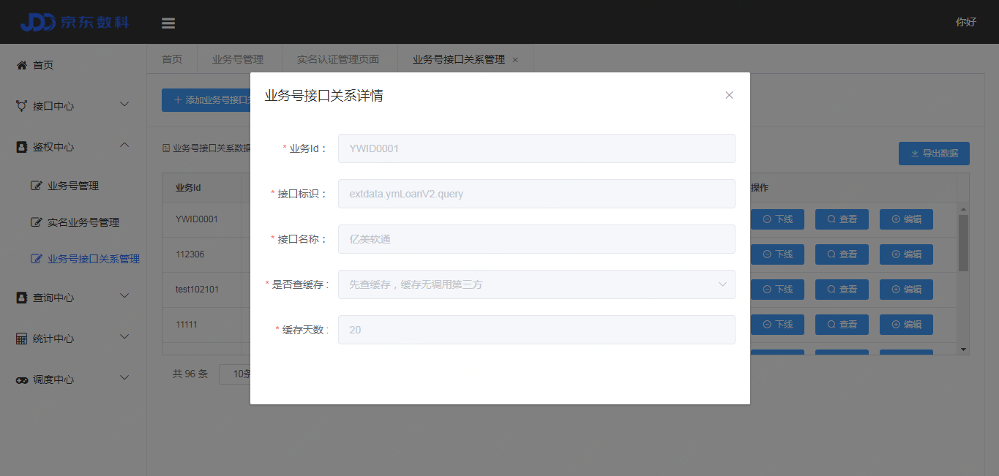 JDD 京东数科
你好
首页
接口中心
鉴权中心
业务号管理
实名业务号管理
业务号接口关系管理
查询中心
统计中心
调度中心
首页 业务号管理 实名认证管理页面 业务号接口关系管理 ×
+ 添加业务号接口
业务号接口关系数据
导出数据
业务Id 操作
YWID0001 下线 查看 编辑
112306 下线 查看 编辑
test102101 下线 查看 编辑
11111 下线 查看 编辑
共 96 条 10条
业务号接口关系详情 ×
* 业务Id： YWID0001
* 接口标识： extdata.ymLoanV2.query
* 接口名称： 亿美软通
* 是否查缓存 : 先查缓存，缓存无调用第三方
* 缓存天数 : 20